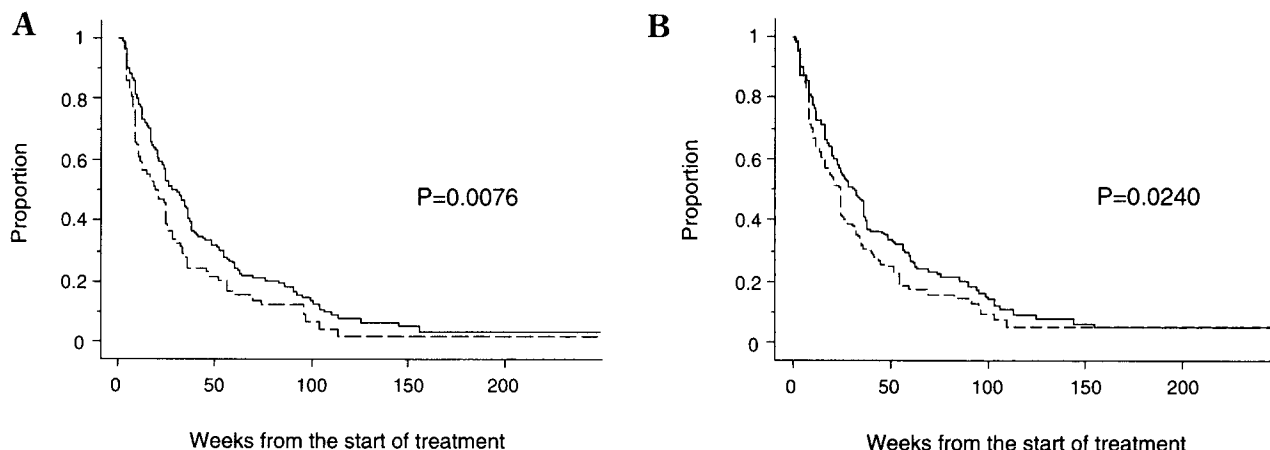 A
Proportion
1
0.8
0.6
0.4
0.2
0
P=0.0076
0 50 100 150 200
Weeks from the start of treatment
B
Proportion
1
0.8
0.6
0.4
0.2
0
P=0.0240
0 50 100 150 200
Weeks from the start of treatment